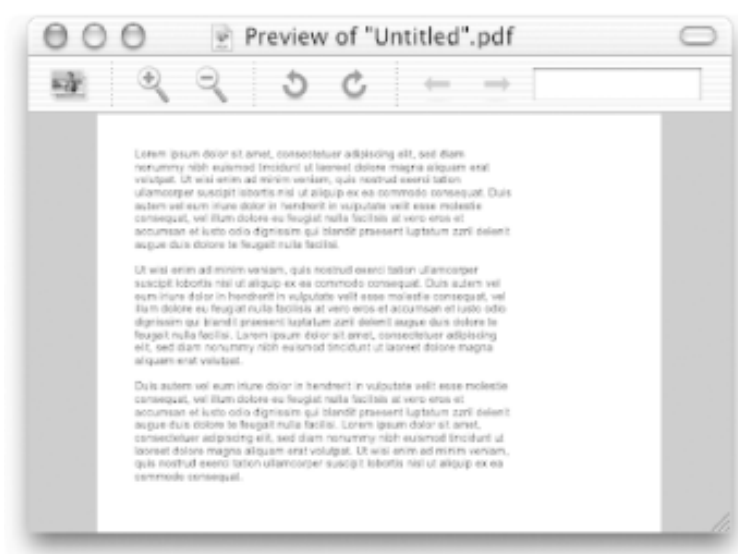 Preview of "Untitled".pdf
Lorem ipsum dolor sit amet, consectetuer adipiscing elit, sed diam
nonummy nibh euismod tincidunt ut laoreet dolore magna aliquam erat
volutpat. Ut wisi enim ad minim veniam, quis nostrud exerci tation
ullamcorper suscipit lobortis nisl ut aliquip ex ea commodo consequat. Duis
autem vel eum iriure dolor in hendrerit in vulputate velit esse molestie
consequat, vel illum dolore eu feugiat nulla facilisis at vero eros et
accumsan et iusto odio dignissim qui blandit praesent luptatum zzril delenit
augue duis dolore te feugait nulla facilisi.
Ut wisi enim ad minim veniam, quis nostrud exerci tation ullamcorper
suscipit lobortis nisl ut aliquip ex ea commodo consequat. Duis autem vel
eum iriure dolor in hendrerit in vulputate velit esse molestie consequat, vel
illum dolore eu feugiat nulla facilisis at vero eros et accumsan et iusto odio
dignissim qui blandit praesent luptatum zzril delenit augue duis dolore te
feugait nulla facilisi. Lorem ipsum dolor sit amet, consectetuer adipiscing
elit, sed diam nonummy nibh euismod tincidunt ut laoreet dolore magna
aliquam erat volutpat.
Duis autem vel eum iriure dolor in hendrerit in vulputate velit esse molestie
consequat, vel illum dolore eu feugiat nulla facilisis at vero eros et
accumsan et iusto odio dignissim qui blandit praesent luptatum zzril delenit
augue duis dolore te feugait nulla facilisi. Lorem ipsum dolor sit amet,
consectetuer adipiscing elit, sed diam nonummy nibh euismod tincidunt ut
laoreet dolore magna aliquam erat volutpat. Ut wisi enim ad minim veniam,
quis nostrud exerci tation ullamcorper suscipit lobortis nisl ut aliquip ex ea
commodo consequat.